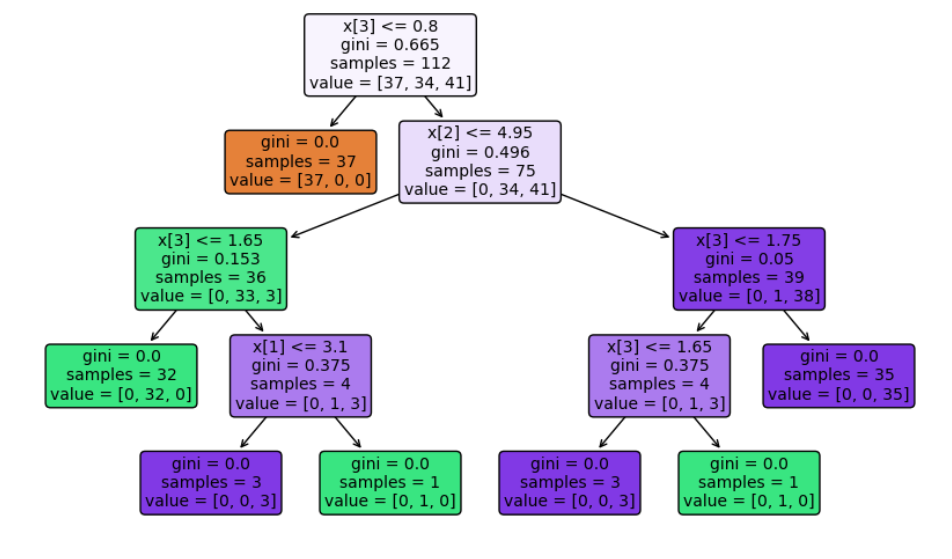 x[3] <= 0.8
gini = 0.665
samples = 112
value = [37, 34, 41]
gini = 0.0
samples = 37
value = [37, 0, 0]
x[2] <= 4.95
gini = 0.496
samples = 75
value = [0, 34, 41]
x[3] <= 1.65
gini = 0.153
samples = 36
value = [0, 33, 3]
x[3] <= 1.75
gini = 0.05
samples = 39
value = [0, 1, 38]
gini = 0.0
samples = 32
value = [0, 32, 0]
x[1] <= 3.1
gini = 0.375
samples = 4
value = [0, 1, 3]
x[3] <= 1.65
gini = 0.375
samples = 4
value = [0, 1, 3]
gini = 0.0
samples = 35
value = [0, 0, 35]
gini = 0.0
samples = 3
value = [0, 0, 3]
gini = 0.0
samples = 1
value = [0, 1, 0]
gini = 0.0
samples = 3
value = [0, 0, 3]
gini = 0.0
samples = 1
value = [0, 1, 0]